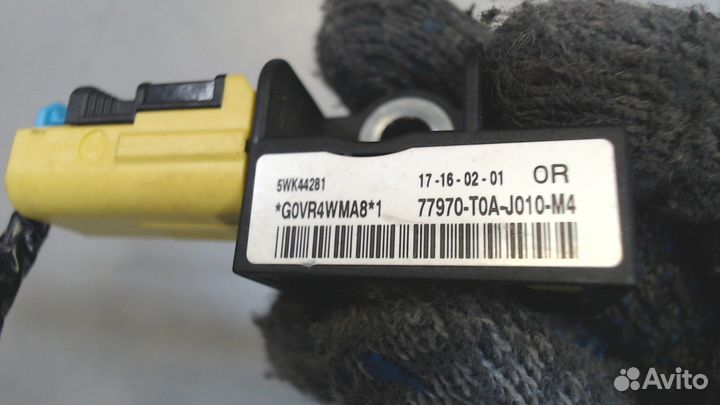 5WK44281 17-16-02-01 OR
*G0VR4WMA8*1 77970-T0A-J010-M4
Avito